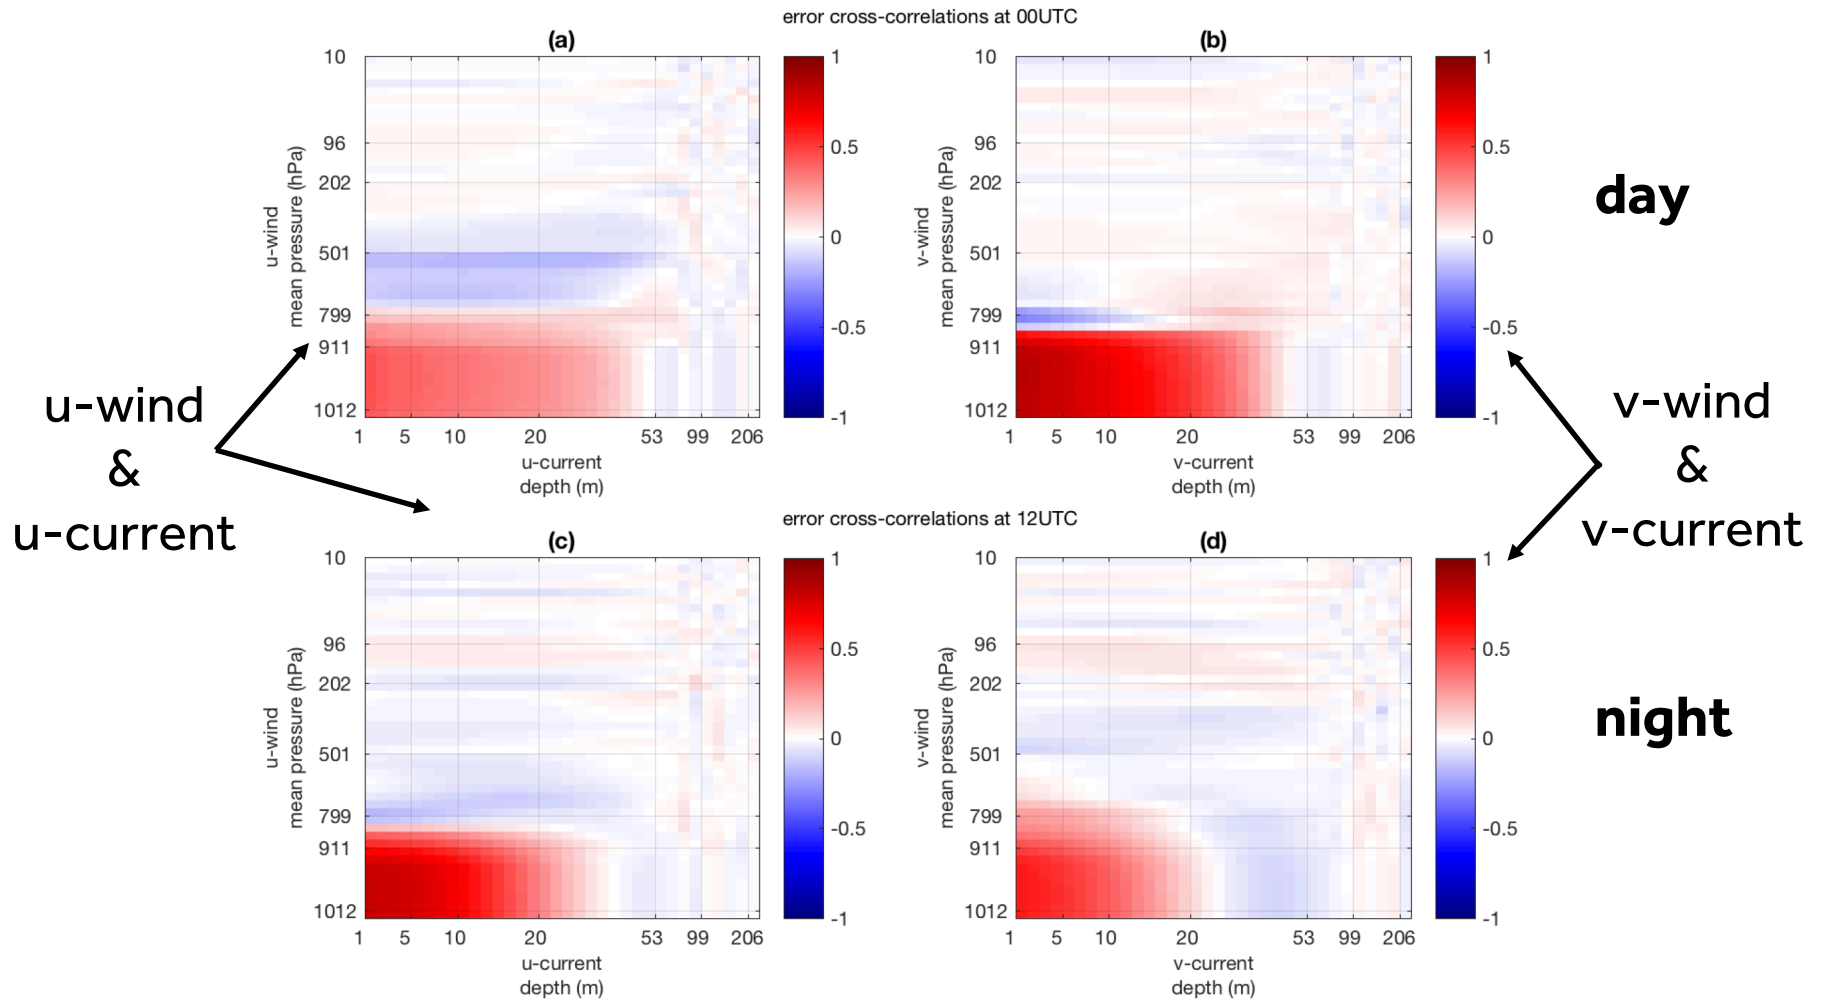 error cross-correlations at 00UTC
(a)
10
96
202
501
799
911
1012
u-wind
mean pressure (hPa)
1 5 10 20 53 99 206
u-current
depth (m)
1
0.5
0
-0.5
-1
(b)
10
96
202
501
799
911
1012
v-wind
mean pressure (hPa)
1 5 10 20 53 99 206
v-current
depth (m)
1
0.5
0
-0.5
-1
day
u-wind
&
u-current
v-wind
&
v-current
error cross-correlations at 12UTC
(c)
10
96
202
501
799
911
1012
u-wind
mean pressure (hPa)
1 5 10 20 53 99 206
u-current
depth (m)
1
0.5
0
-0.5
-1
(d)
10
96
202
501
799
911
1012
v-wind
mean pressure (hPa)
1 5 10 20 53 99 206
v-current
depth (m)
1
0.5
0
-0.5
-1
night